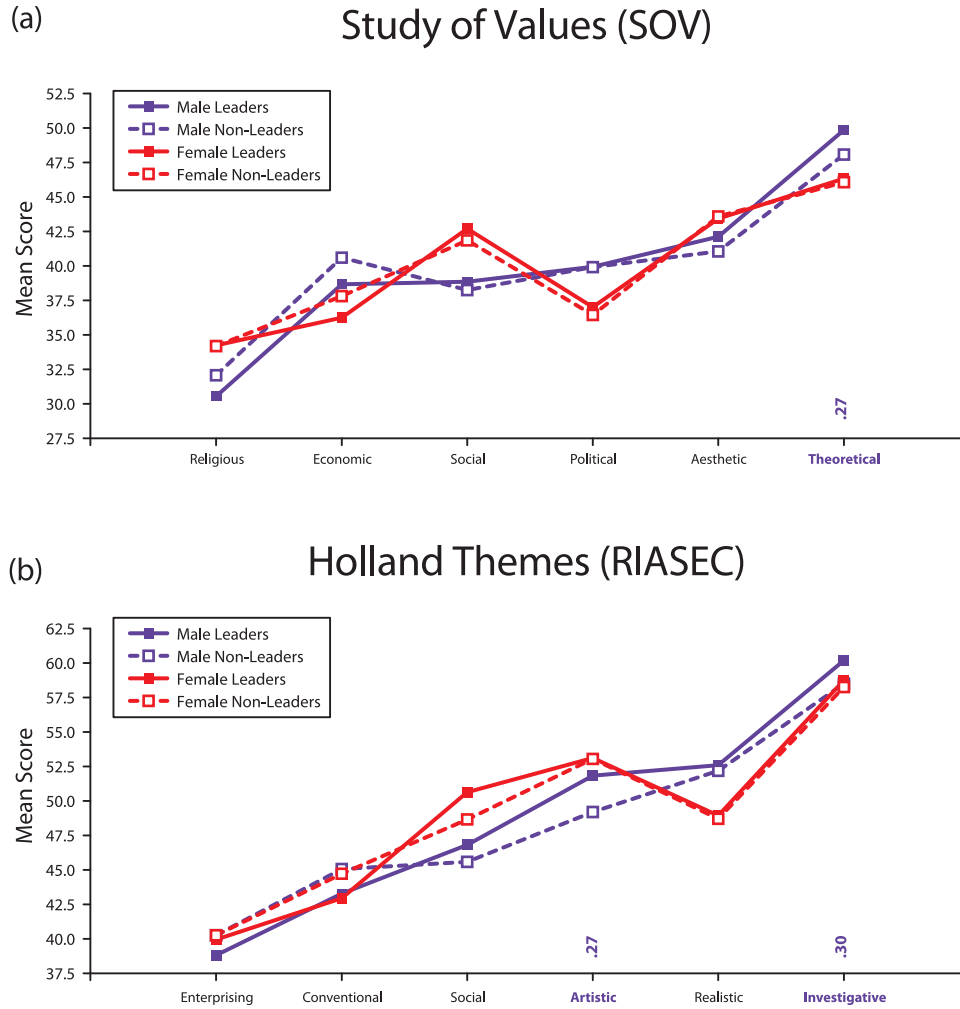 (a)
Study of Values (SOV)
Mean Score
52.5
50.0
47.5
45.0
42.5
40.0
37.5
35.0
32.5
30.0
27.5
Male Leaders
Male Non-Leaders
Female Leaders
Female Non-Leaders
.27
Religious Economic Social Political Aesthetic Theoretical
(b)
Holland Themes (RIASEC)
Mean Score
62.5
60.0
57.5
55.0
52.5
50.0
47.5
45.0
42.5
40.0
37.5
Male Leaders
Male Non-Leaders
Female Leaders
Female Non-Leaders
.27 .30
Enterprising Conventional Social Artistic Realistic Investigative